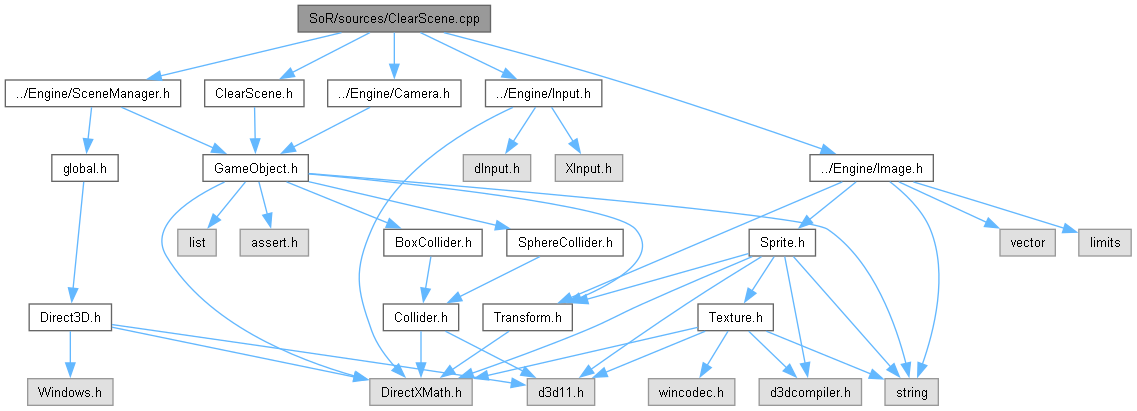 SoR/sources/ClearScene.cpp
../Engine/SceneManager.h
ClearScene.h
../Engine/Camera.h
../Engine/Input.h
global.h
GameObject.h
dInput.h
XInput.h
../Engine/Image.h
list
assert.h
BoxCollider.h
SphereCollider.h
Sprite.h
vector
limits
Direct3D.h
Collider.h
Transform.h
Texture.h
Windows.h
DirectXMath.h
d3d11.h
wincodec.h
d3dcompiler.h
string